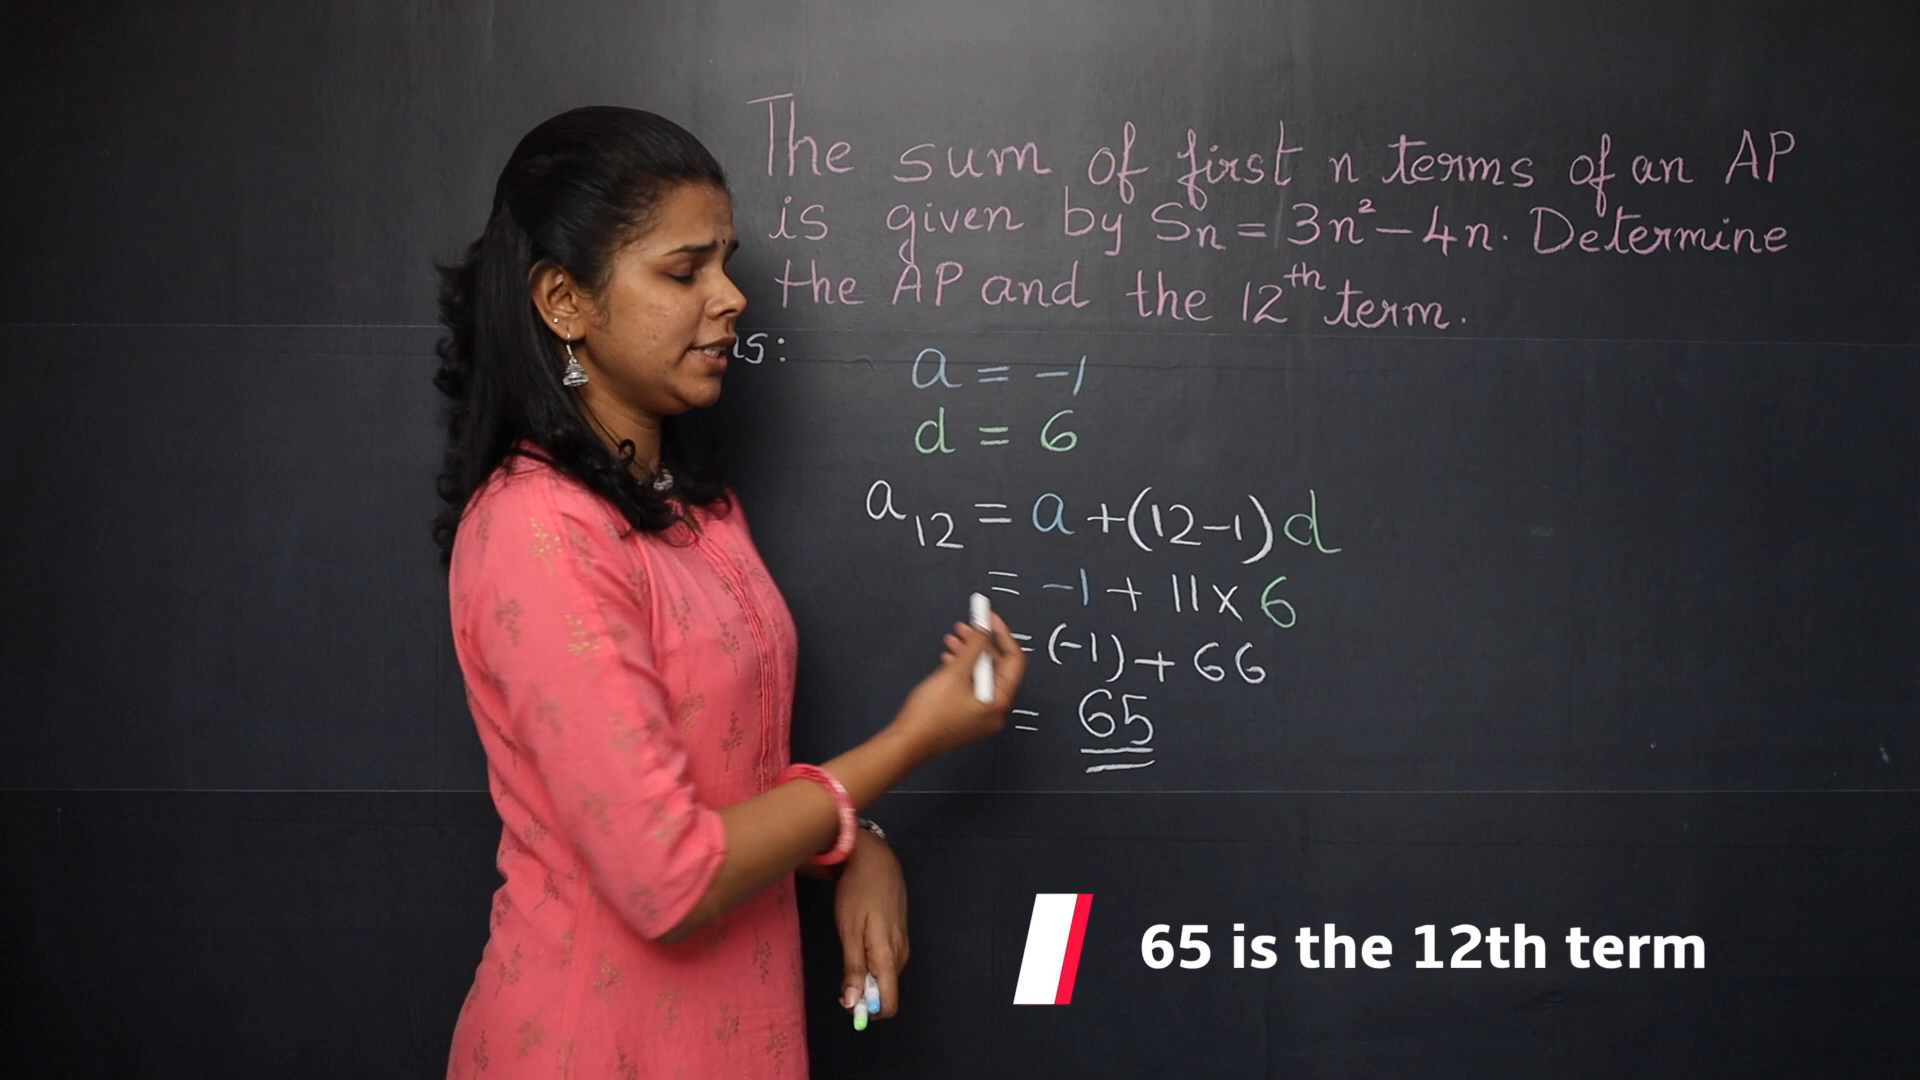 The sum of first n terms of an AP
is given by Sn = 3n² - 4n. Determine
the AP and the 12th term.
a = -1
d = 6
a₁₂ = a + (12-1) d
= -1 + 11 × 6
= (-1) + 66
= 65
65 is the 12th term